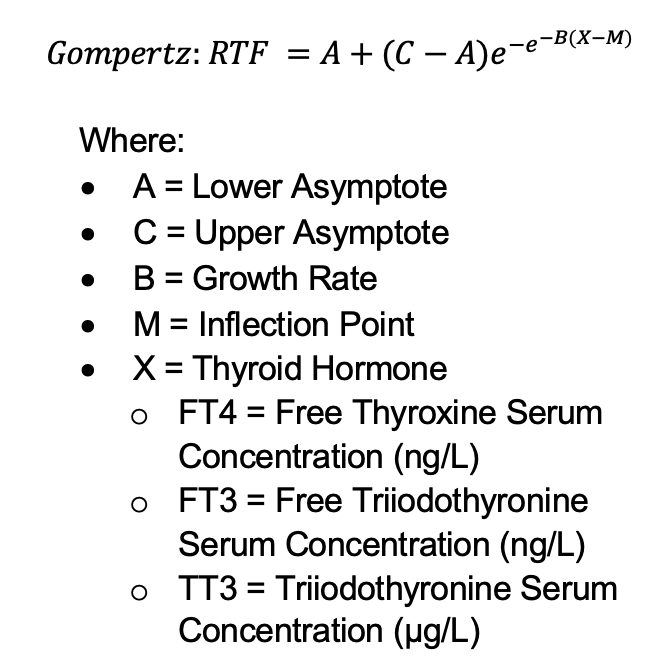 Gompertz: RTF = A + (C − A)e^{−e^{−B(X−M)}}
Where:
• A = Lower Asymptote
• C = Upper Asymptote
• B = Growth Rate
• M = Inflection Point
• X = Thyroid Hormone
o FT4 = Free Thyroxine Serum
Concentration (ng/L)
o FT3 = Free Triiodothyronine
Serum Concentration (ng/L)
o TT3 = Triiodothyronine Serum
Concentration (µg/L)